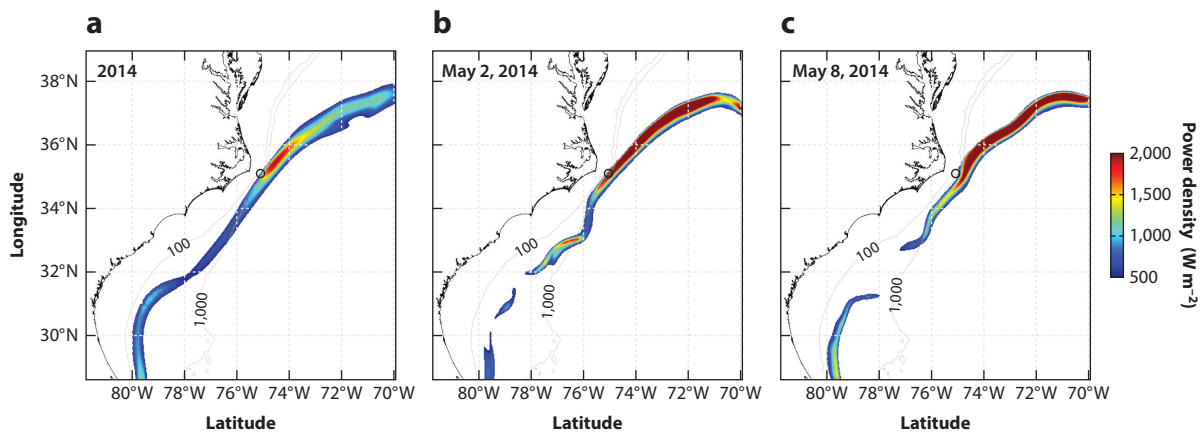 a
b
c
2014
May 2, 2014
May 8, 2014
38°N
36°N
34°N
32°N
30°N
Longitude
100
1,000
100
1,000
100
1,000
80°W 78°W 76°W 74°W 72°W 70°W
80°W 78°W 76°W 74°W 72°W 70°W
80°W 78°W 76°W 74°W 72°W 70°W
Latitude
Latitude
Latitude
2,000
1,500
1,000
500
Power density (W m⁻²)